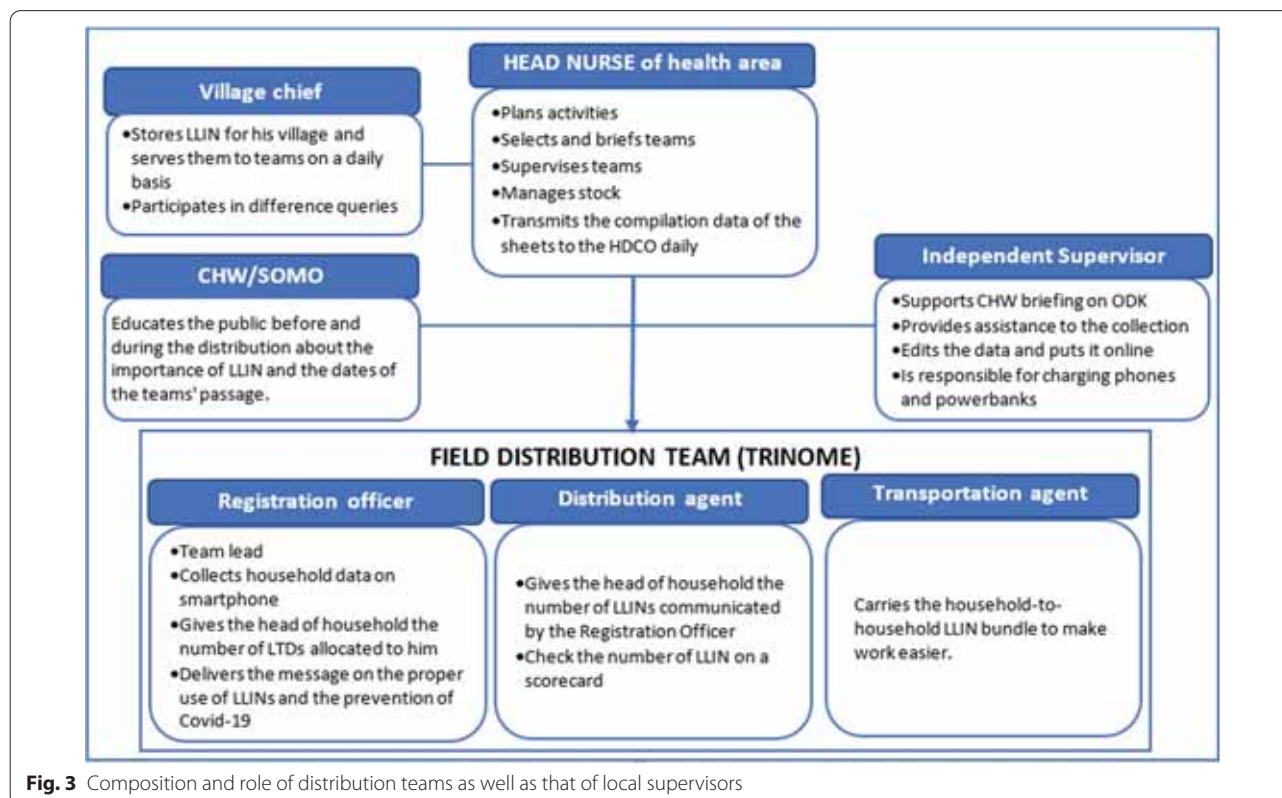 HEAD NURSE of health area
•Plans activities
•Selects and briefs teams
•Supervises teams
•Manages stock
•Transmits the compilation data of the
sheets to the HDCO daily
Village chief
•Stores LLIN for his village and
serves them to teams on a daily
basis
•Participates in difference queries
CHW/SOMO
Educates the public before and
during the distribution about the
importance of LLIN and the dates of
the teams' passage.
Independent Supervisor
•Supports CHW briefing on ODK
•Provides assistance to the collection
•Edits the data and puts it online
•Is responsible for charging phones
and powerbanks
FIELD DISTRIBUTION TEAM (TRINOME)
Registration officer
•Team lead
•Collects household data on
smartphone
•Gives the head of household the
number of LTDs allocated to him
•Delivers the message on the proper
use of LLINs and the prevention of
Covid-19
Distribution agent
•Gives the head of household the
number of LLINs communicated
by the Registration Officer
•Check the number of LLIN on a
scorecard
Transportation agent
Carries the household-to-
household LLIN bundle to make
work easier.
Fig. 3 Composition and role of distribution teams as well as that of local supervisors